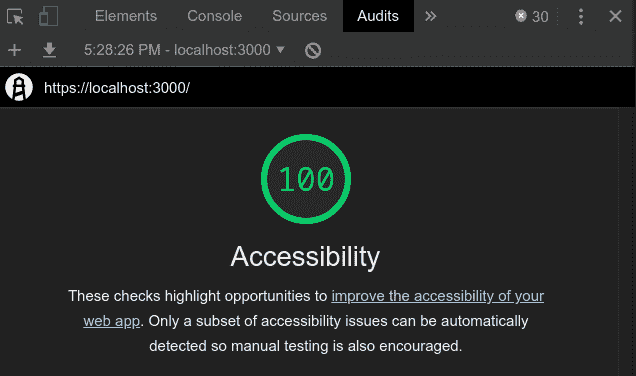 Elements Console Sources Audits » 30
5:28:26 PM - localhost:3000
https://localhost:3000/
100
Accessibility
These checks highlight opportunities to improve the accessibility of your
web app. Only a subset of accessibility issues can be automatically
detected so manual testing is also encouraged.